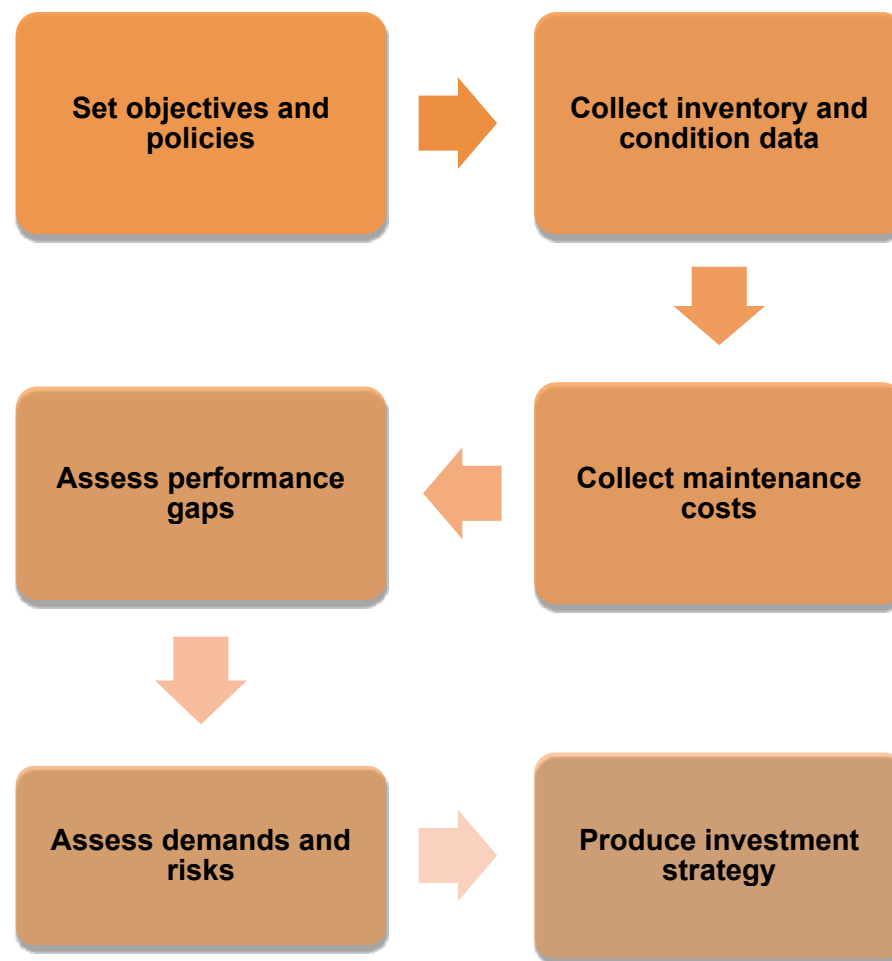 Set objectives and
policies
Collect inventory and
condition data
Collect maintenance
costs
Assess performance
gaps
Assess demands and
risks
Produce investment
strategy